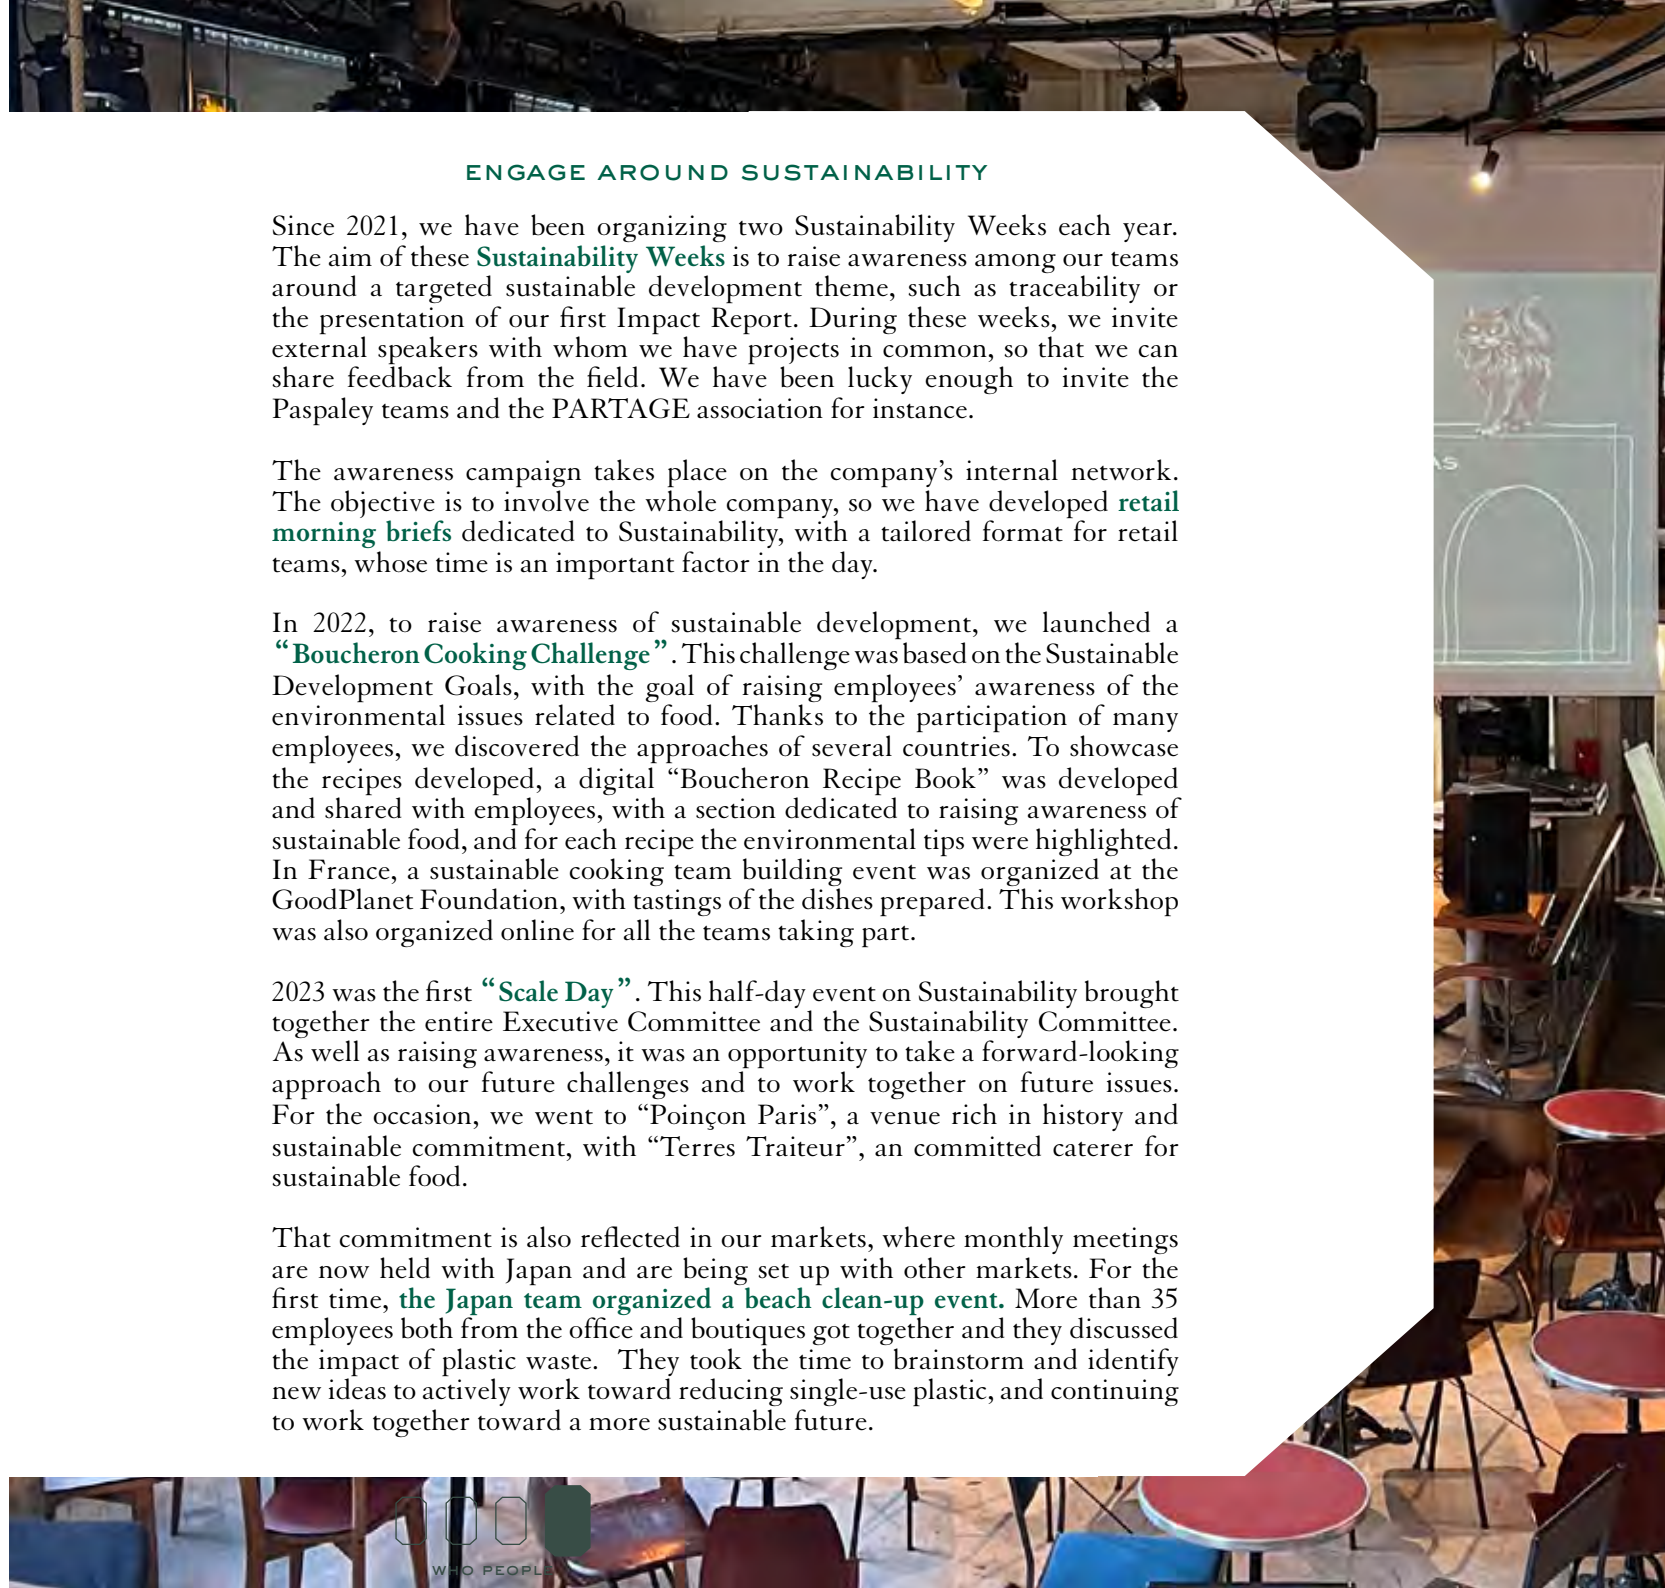 ENGAGE AROUND SUSTAINABILITY
Since 2021, we have been organizing two Sustainability Weeks each year.
The aim of these Sustainability Weeks is to raise awareness among our teams
around a targeted sustainable development theme, such as traceability or
the presentation of our first Impact Report. During these weeks, we invite
external speakers with whom we have projects in common, so that we can
share feedback from the field. We have been lucky enough to invite the
Paspaley teams and the PARTAGE association for instance.
The awareness campaign takes place on the company’s internal network.
The objective is to involve the whole company, so we have developed retail
morning briefs dedicated to Sustainability, with a tailored format for retail
teams, whose time is an important factor in the day.
In 2022, to raise awareness of sustainable development, we launched a
“Boucheron Cooking Challenge”. This challenge was based on the Sustainable
Development Goals, with the goal of raising employees’ awareness of the
environmental issues related to food. Thanks to the participation of many
employees, we discovered the approaches of several countries. To showcase
the recipes developed, a digital “Boucheron Recipe Book” was developed
and shared with employees, with a section dedicated to raising awareness of
sustainable food, and for each recipe the environmental tips were highlighted.
In France, a sustainable cooking team building event was organized at the
GoodPlanet Foundation, with tastings of the dishes prepared. This workshop
was also organized online for all the teams taking part.
2023 was the first “Scale Day”. This half-day event on Sustainability brought
together the entire Executive Committee and the Sustainability Committee.
As well as raising awareness, it was an opportunity to take a forward-looking
approach to our future challenges and to work together on future issues.
For the occasion, we went to “Poinçon Paris”, a venue rich in history and
sustainable commitment, with “Terres Traiteur”, an committed caterer for
sustainable food.
That commitment is also reflected in our markets, where monthly meetings
are now held with Japan and are being set up with other markets. For the
first time, the Japan team organized a beach clean-up event. More than 35
employees both from the office and boutiques got together and they discussed
the impact of plastic waste. They took the time to brainstorm and identify
new ideas to actively work toward reducing single-use plastic, and continuing
to work together toward a more sustainable future.
AS
WHO PEOPLE